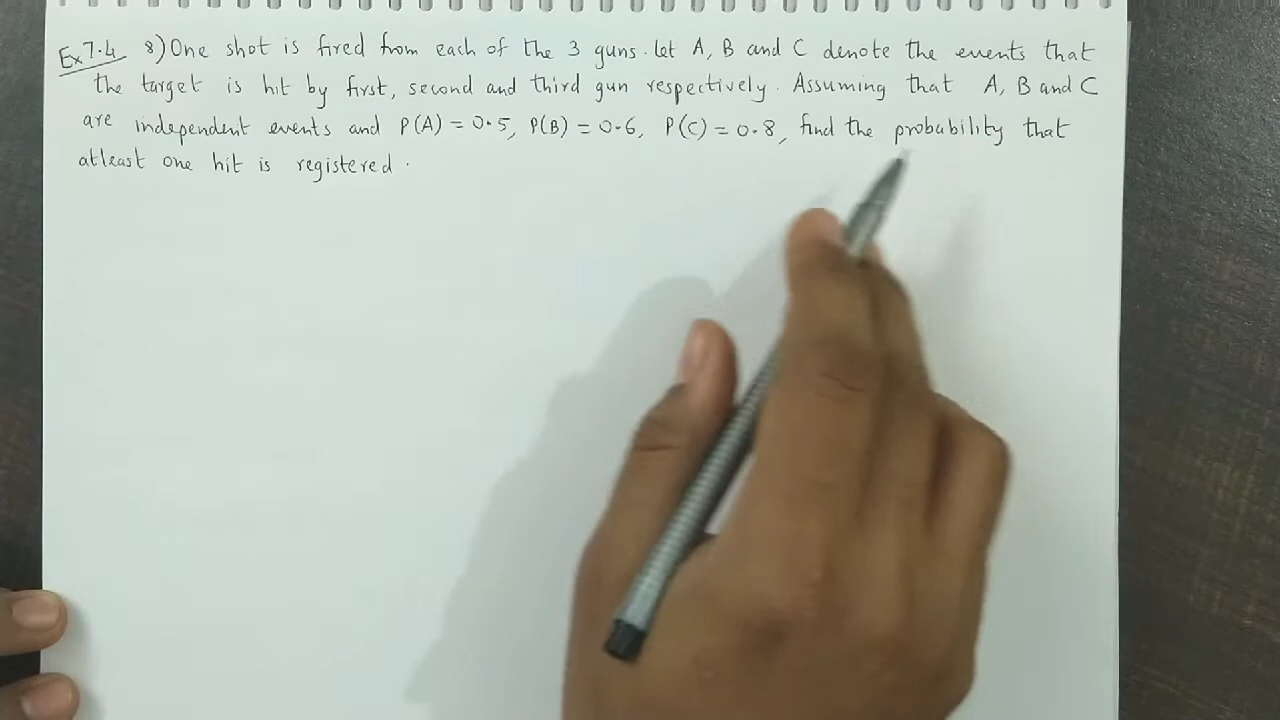 Ex 7.4 8) One shot is fired from each of the 3 guns. let A, B and C denote the events that
the target is hit by first, second and third gun respectively. Assuming that A, B and C
are independent events and P(A) = 0.5, P(B) = 0.6, P(C) = 0.8, find the probability that
atleast one hit is registered.